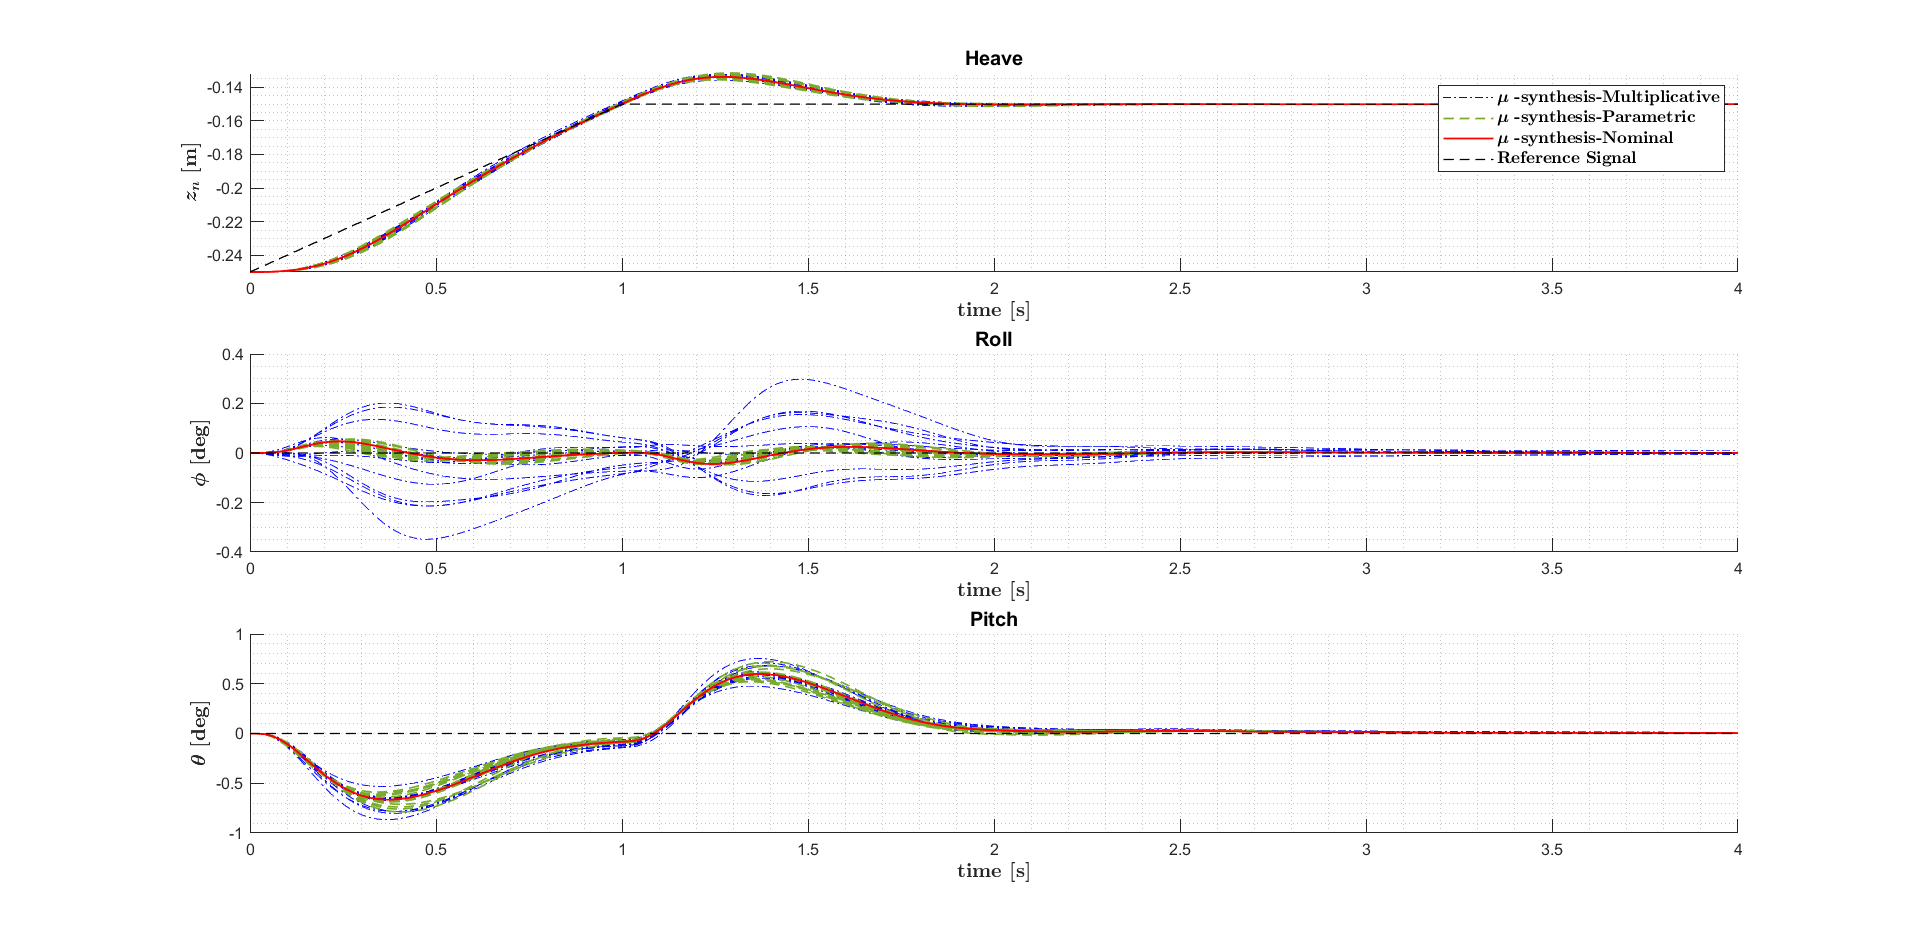 Heave
-0.14
-0.16
-0.18
-0.2
-0.22
-0.24
z_n [m]
μ -synthesis-Multiplicative
μ -synthesis-Parametric
μ -synthesis-Nominal
Reference Signal
0 0.5 1 1.5 2 2.5 3 3.5 4
time [s]
Roll
0.4
0.2
0
-0.2
-0.4
ϕ [deg]
0 0.5 1 1.5 2 2.5 3 3.5 4
time [s]
Pitch
1
0.5
0
-0.5
-1
θ [deg]
0 0.5 1 1.5 2 2.5 3 3.5 4
time [s]